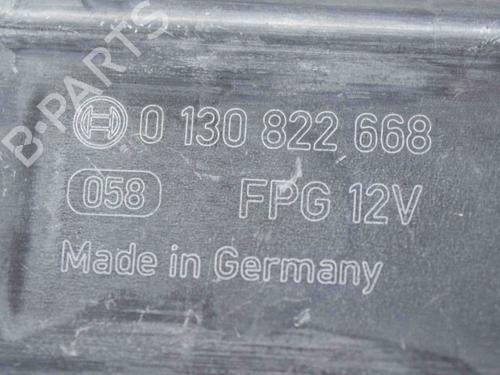 B-PARTS
0 130 822 668
058 FPG 12V
Made in Germany